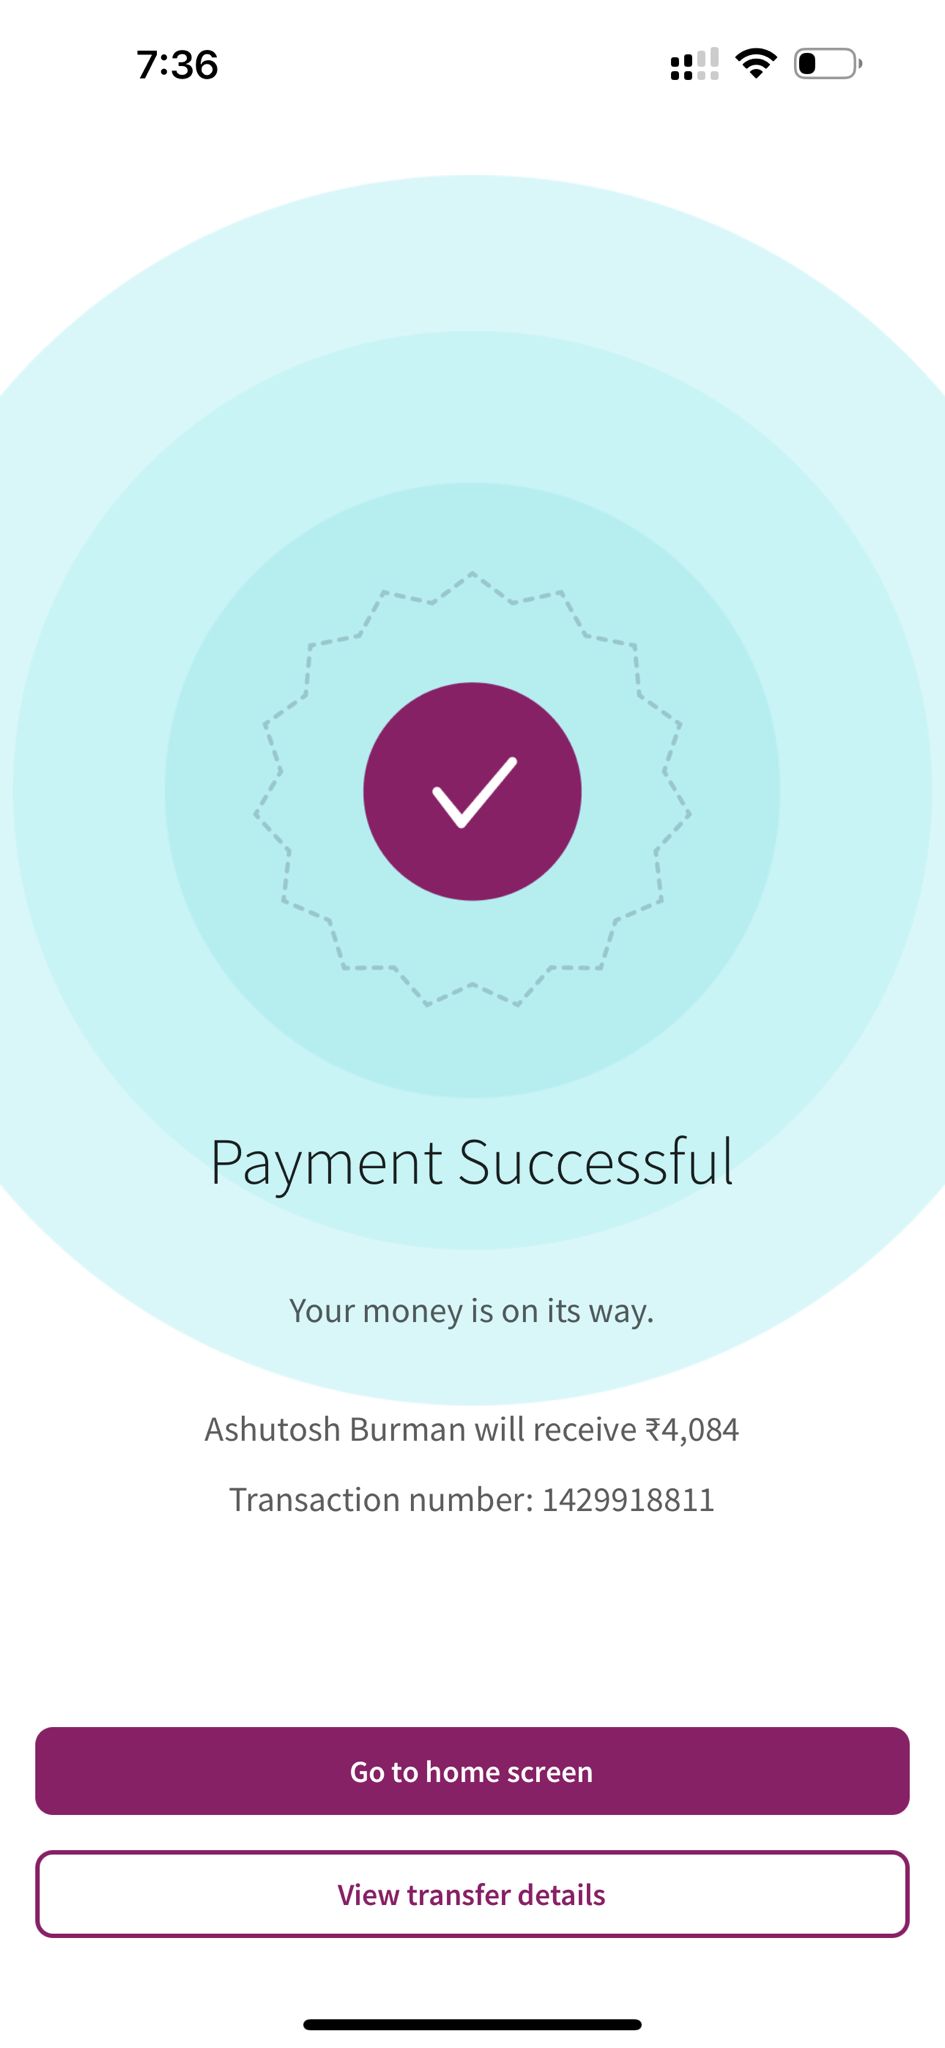 7:36
Payment Successful
Your money is on its way.
Ashutosh Burman will receive ₹4,084
Transaction number: 1429918811
Go to home screen
View transfer details